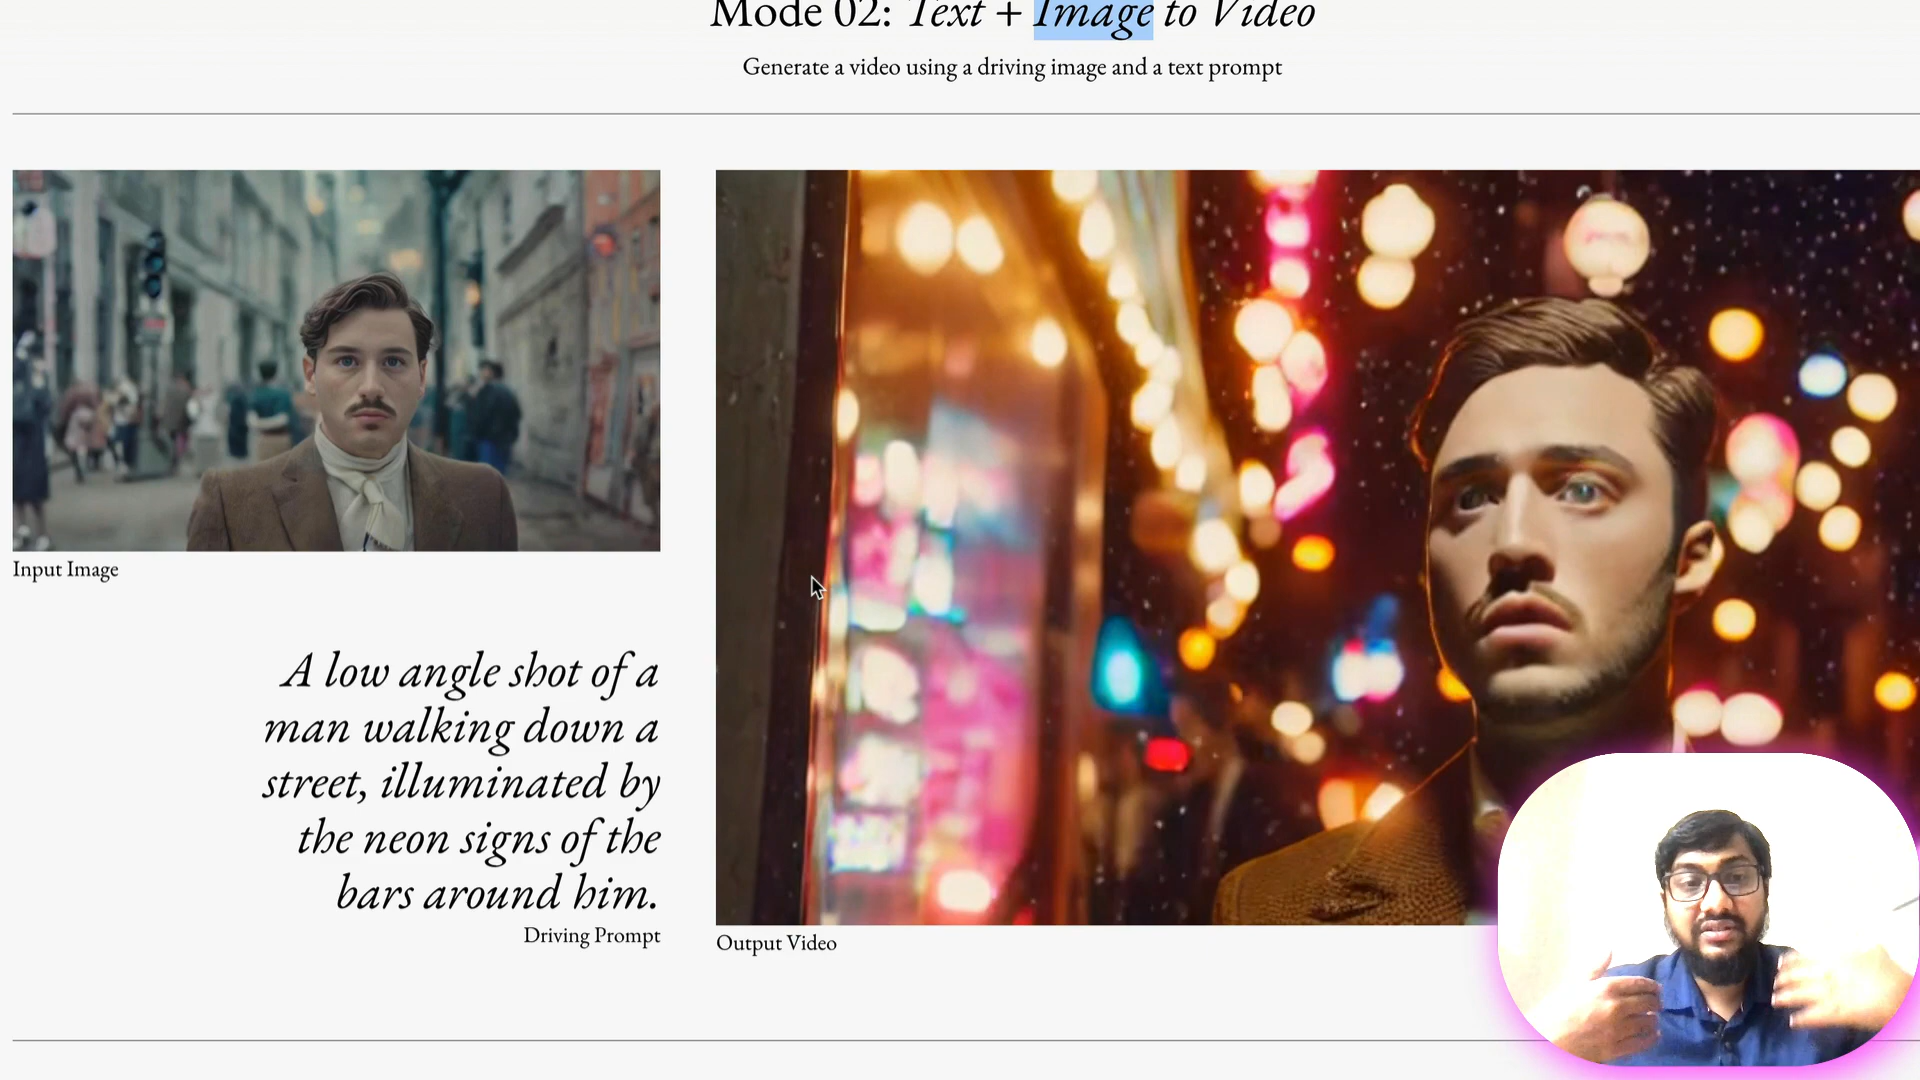 Mode 02: Text + Image to Video
Generate a video using a driving image and a text prompt
Input Image
A low angle shot of a
man walking down a
street, illuminated by
the neon signs of the
bars around him.
Driving Prompt
Output Video